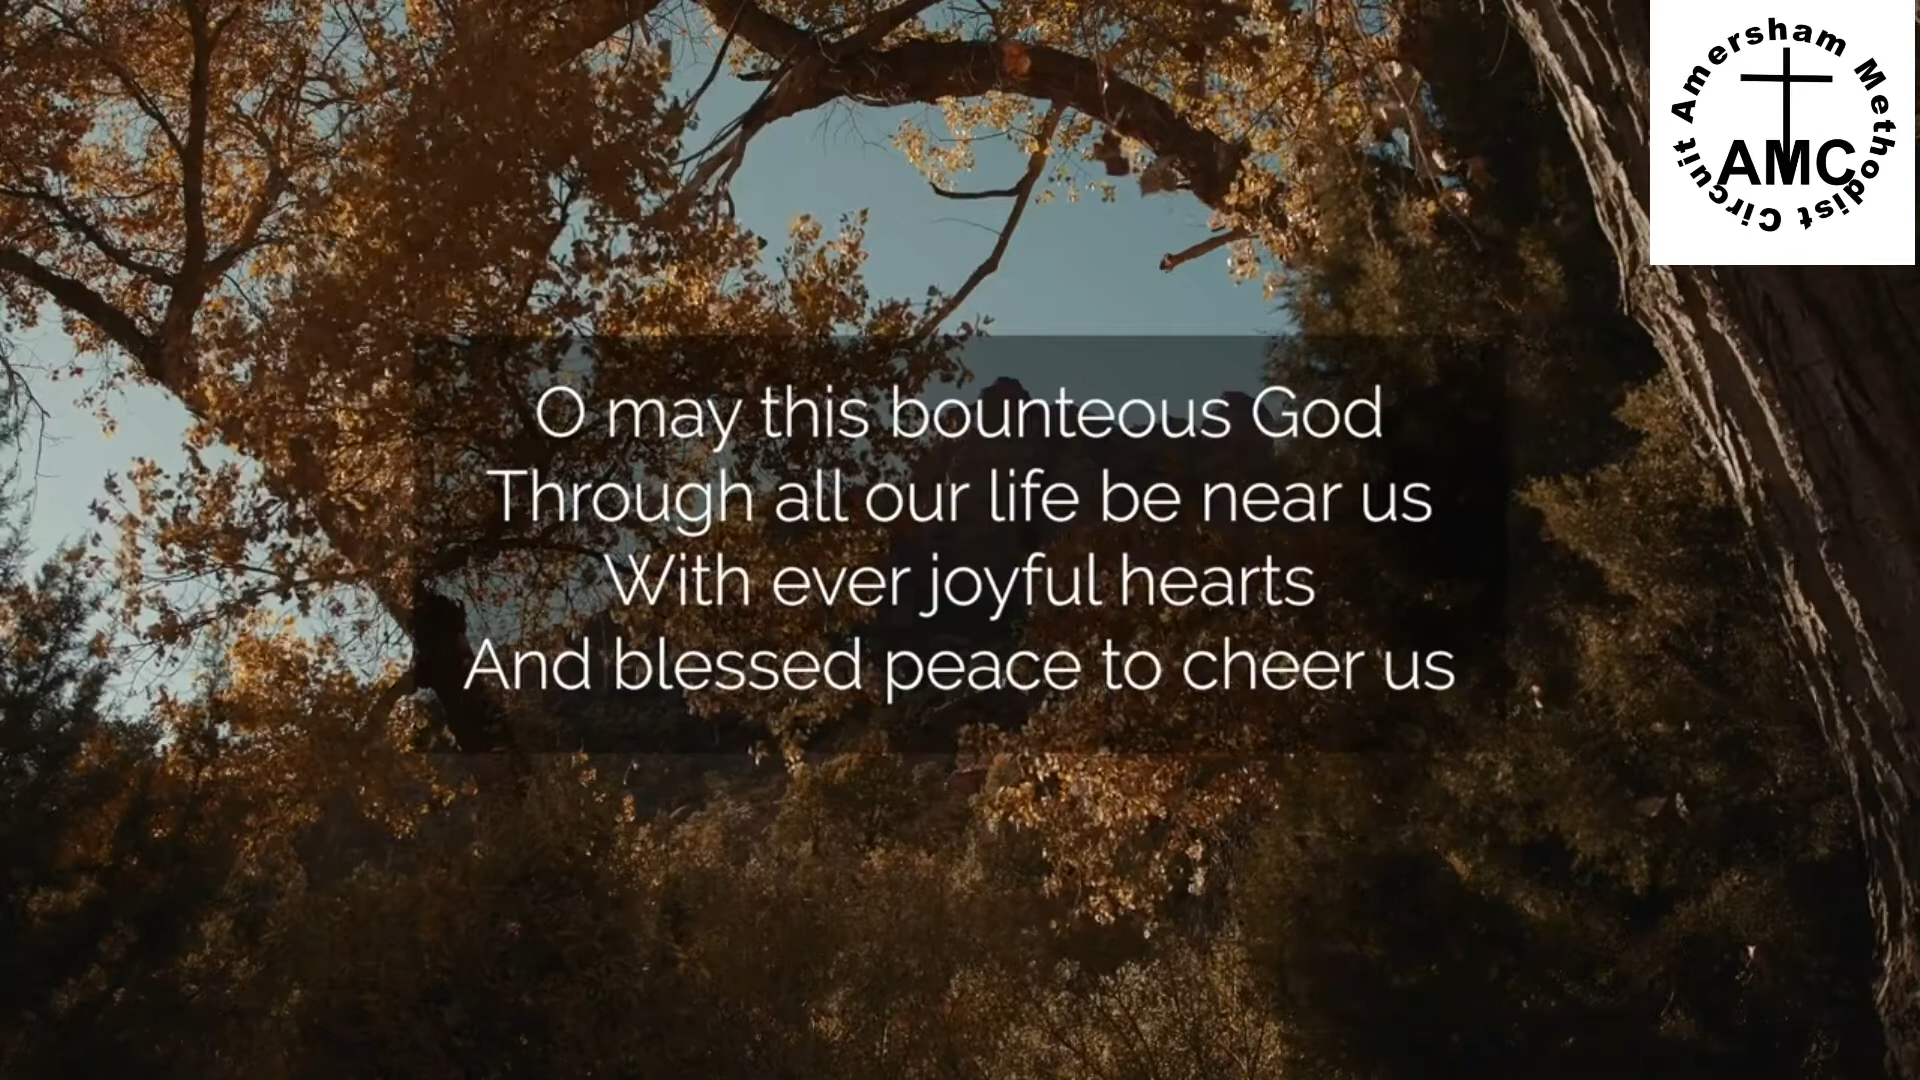 O may this bounteous God
Through all our life be near us
With ever joyful hearts
And blessed peace to cheer us
Amersham Methodist Circuit
AMC